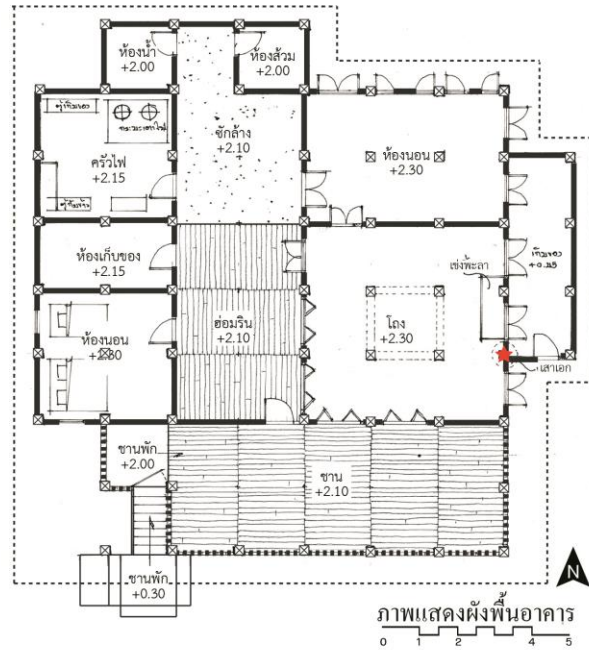 ห้องน้ำ
+2.00
ห้องส้วม
+2.00
ซักล้าง
+2.10
ครัวไฟ
+2.15
ห้องนอน
+2.30
ห้องเก็บของ
+2.15
เข่งพ้ะลา
ห้องนอน
ฮ่อมริน
+2.10
โถง
+2.30
เสาเอก
ชานพัก
+2.00
ชาน
+2.10
ชานพัก
+0.30
N
ภาพแสดงผังพื้นอาคาร
0 1 2 4 5